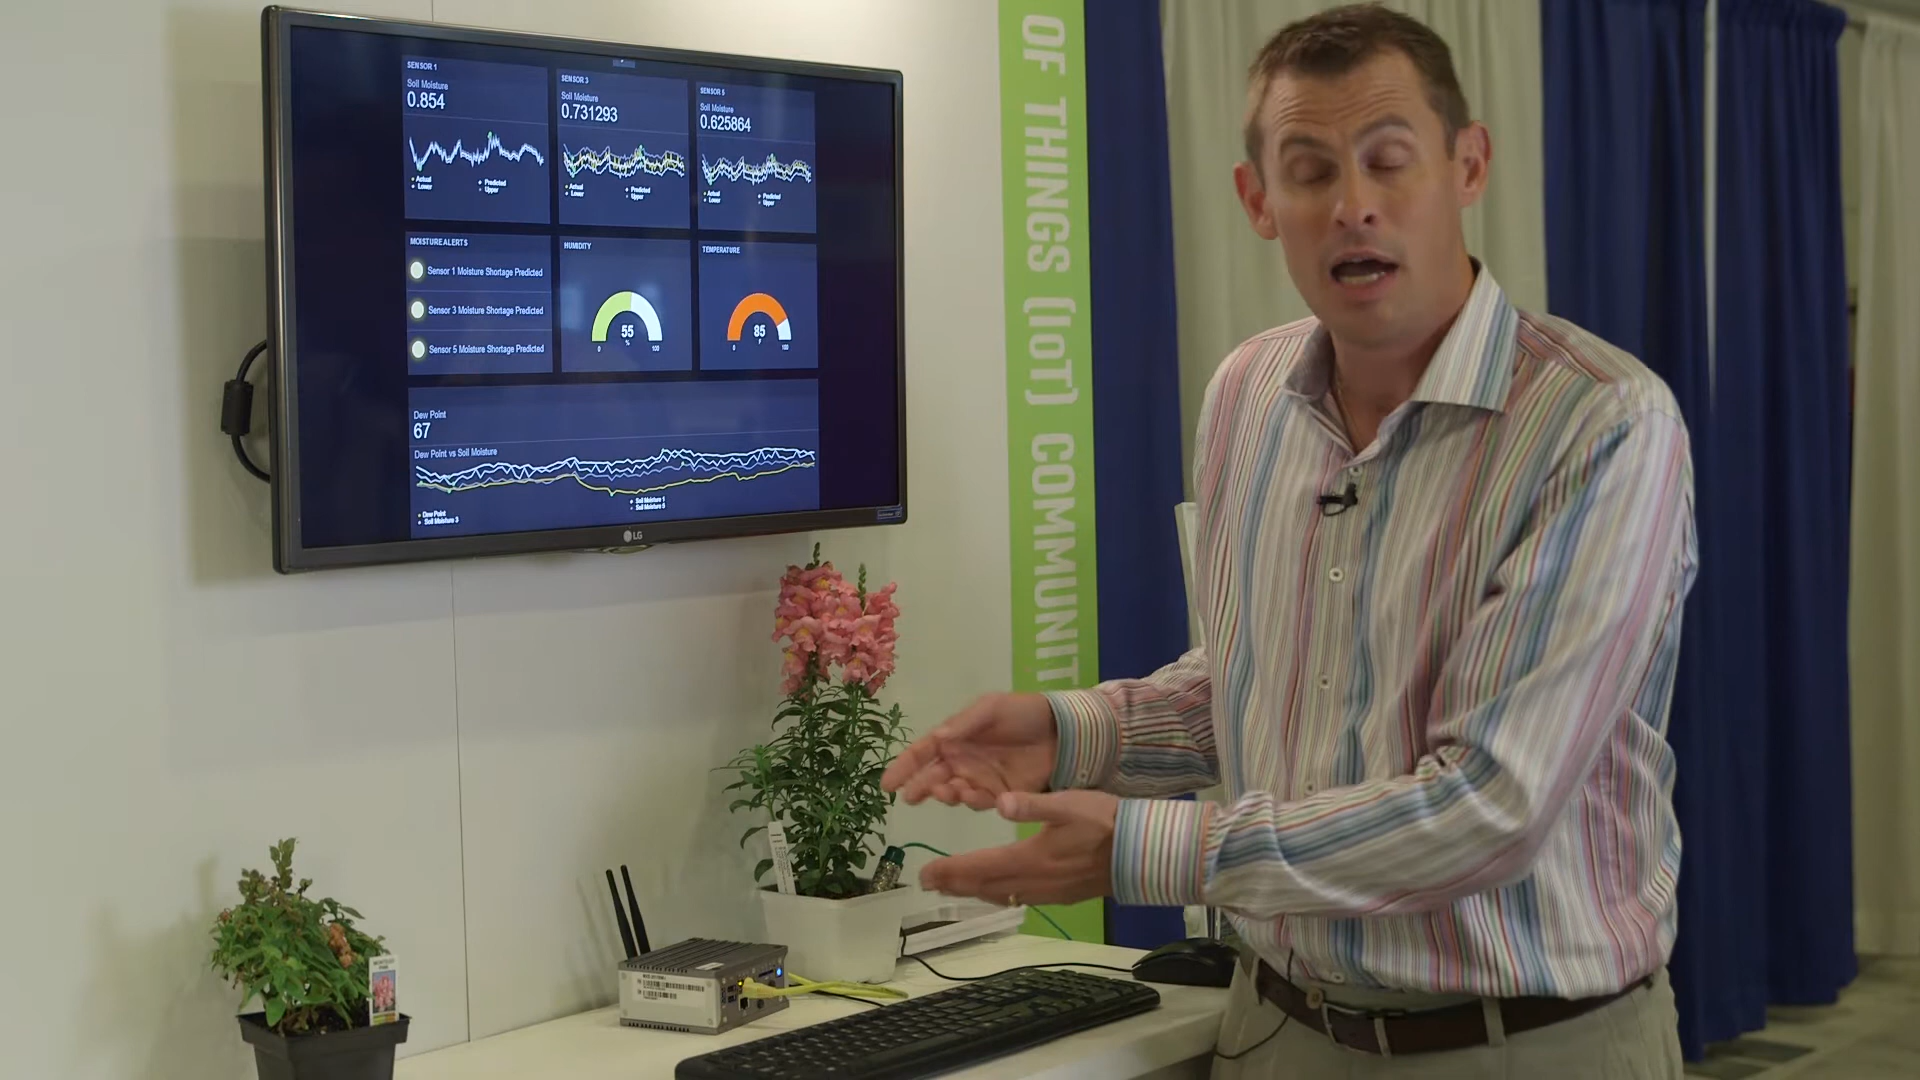 SENSOR 1
Soil Moisture
0.854
Actual
Lower
Predicted
Upper
SENSOR 3
Soil Moisture
0.731293
Actual
Lower
Predicted
Upper
SENSOR 5
Soil Moisture
0.625864
Actual
Lower
Predicted
Upper
MOISTURE ALERTS
Sensor 1 Moisture Shortage Predicted
Sensor 3 Moisture Shortage Predicted
Sensor 5 Moisture Shortage Predicted
HUMIDITY
55
%
0
100
TEMPERATURE
85
F
0
100
Dew Point
67
Dew Point vs Soil Moisture
Dew Point
Soil Moisture 3
Soil Moisture 1
Soil Moisture 5
LG
OF THINGS (IoT) COMMUNIT